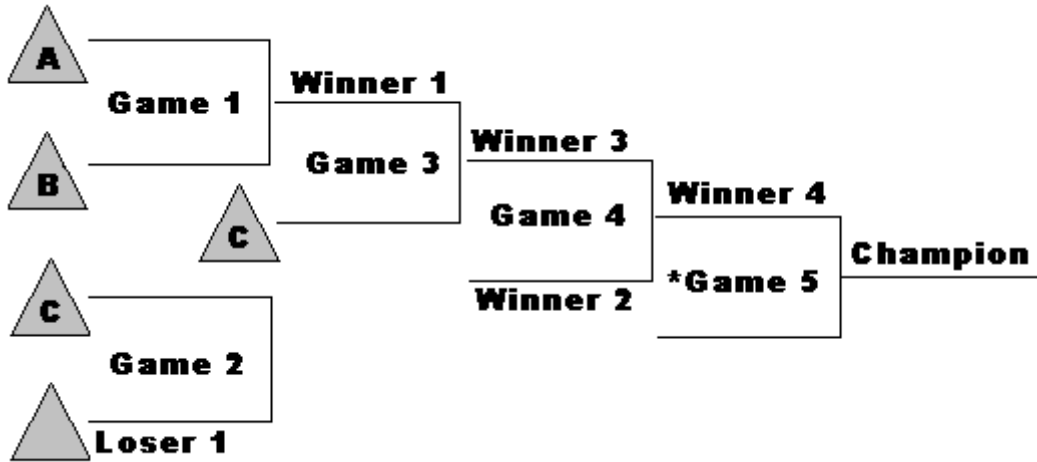 A
Game 1
Winner 1
B
Game 3
Winner 3
C
Game 4
Winner 4
Winner 2
*Game 5
Champion
C
Game 2
Loser 1